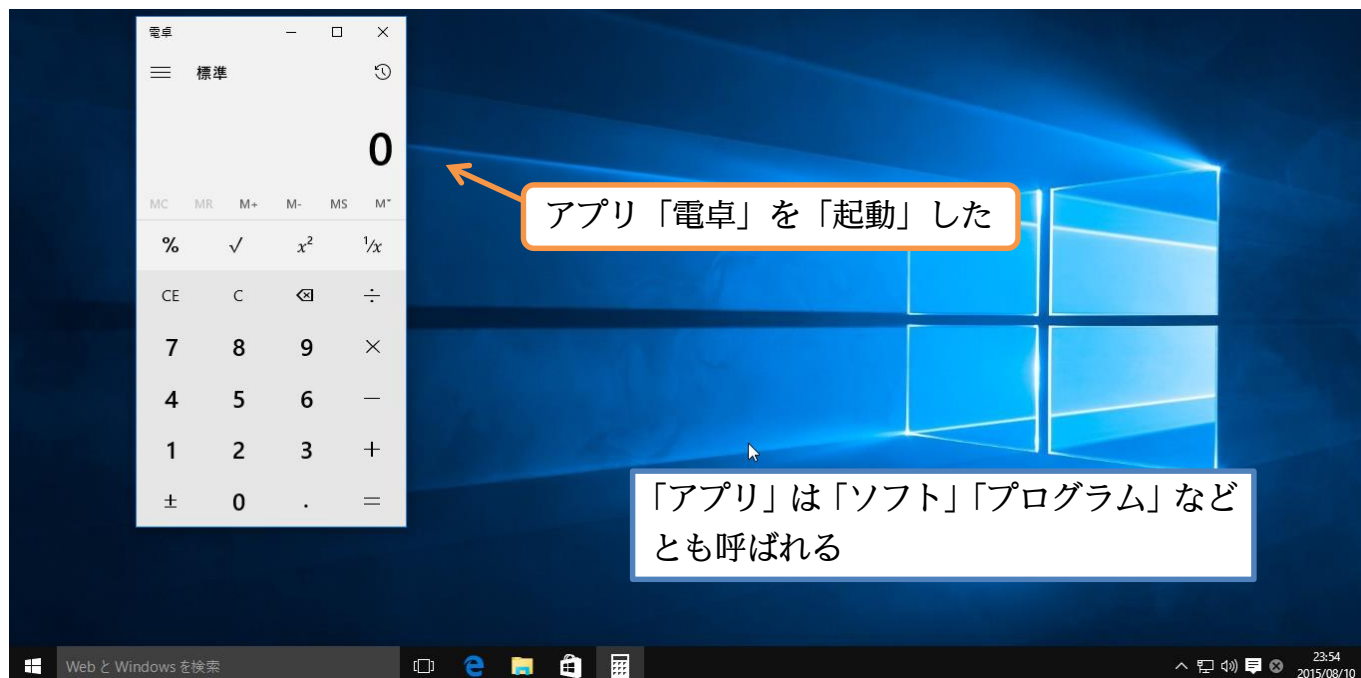 電卓
標準
0
MC MR M+ M- MS M˅
% √ x² ¹/x
CE C ÷
7 8 9 ×
4 5 6 −
1 2 3 +
± 0 . =
アプリ「電卓」を「起動」した
「アプリ」は「ソフト」「プログラム」など
とも呼ばれる
Web と Windows を検索
23:54
2015/08/10